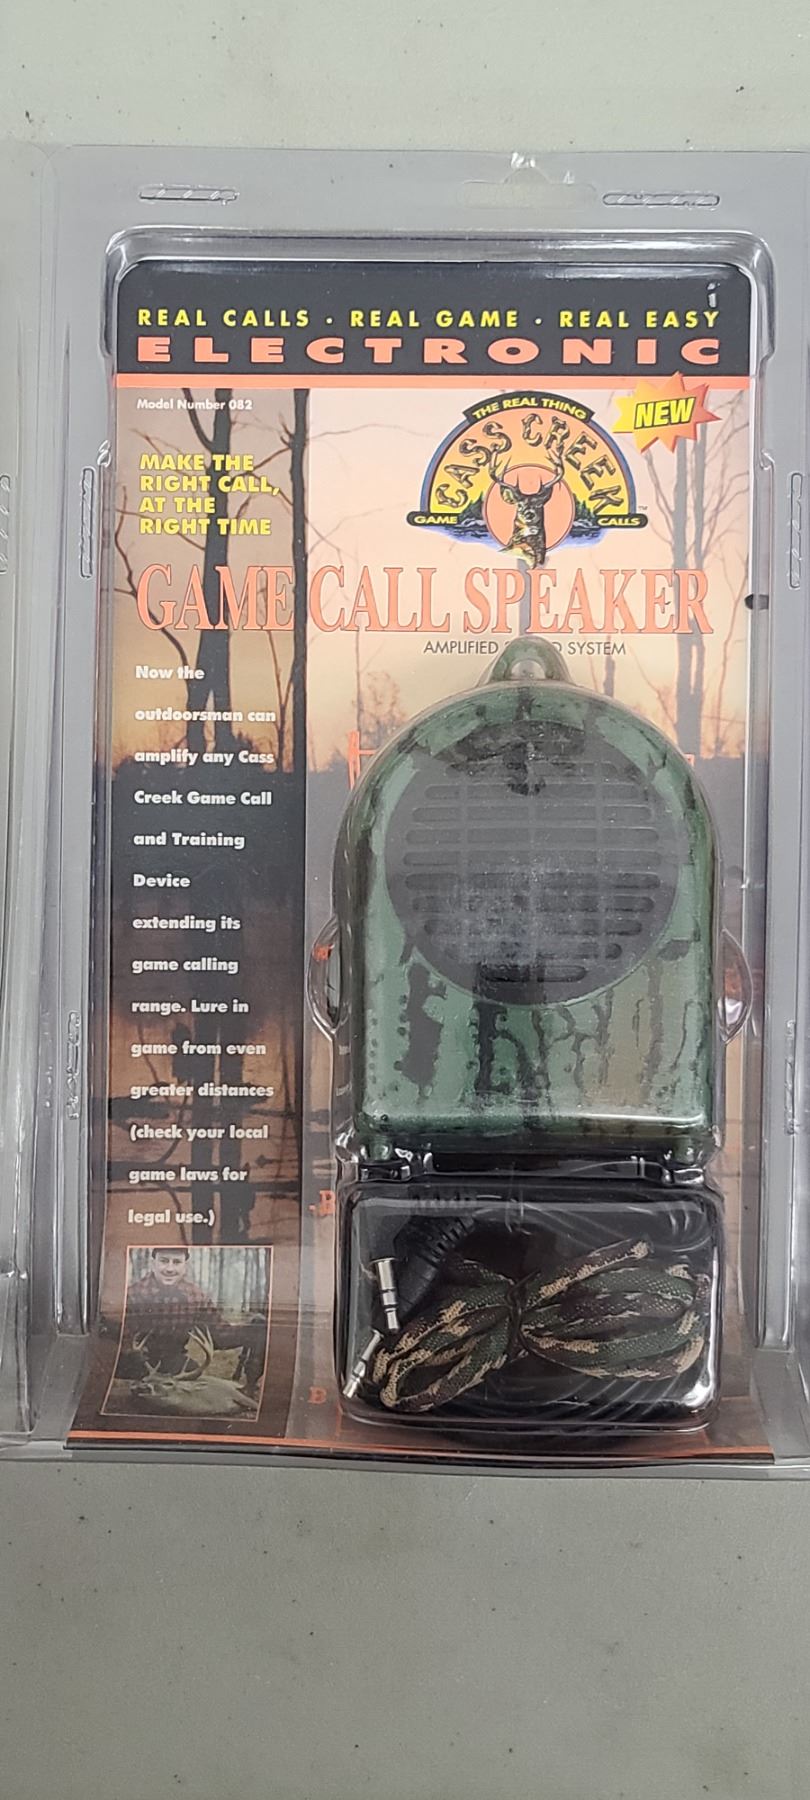 REAL CALLS · REAL GAME · REAL EASY
ELECTRONIC
Model Number 082
THE REAL THING
CASS CREEK
GAME CALLS
™
NEW
MAKE THE
RIGHT CALL,
AT THE
RIGHT TIME
GAME CALL SPEAKER
AMPLIFIED SYSTEM
Now the
outdoorsman can
amplify any Cass
Creek Game Call
and Training
Device
extending its
game calling
range. Lure in
game from even
greater distances
(check your local
game laws for
legal use.)